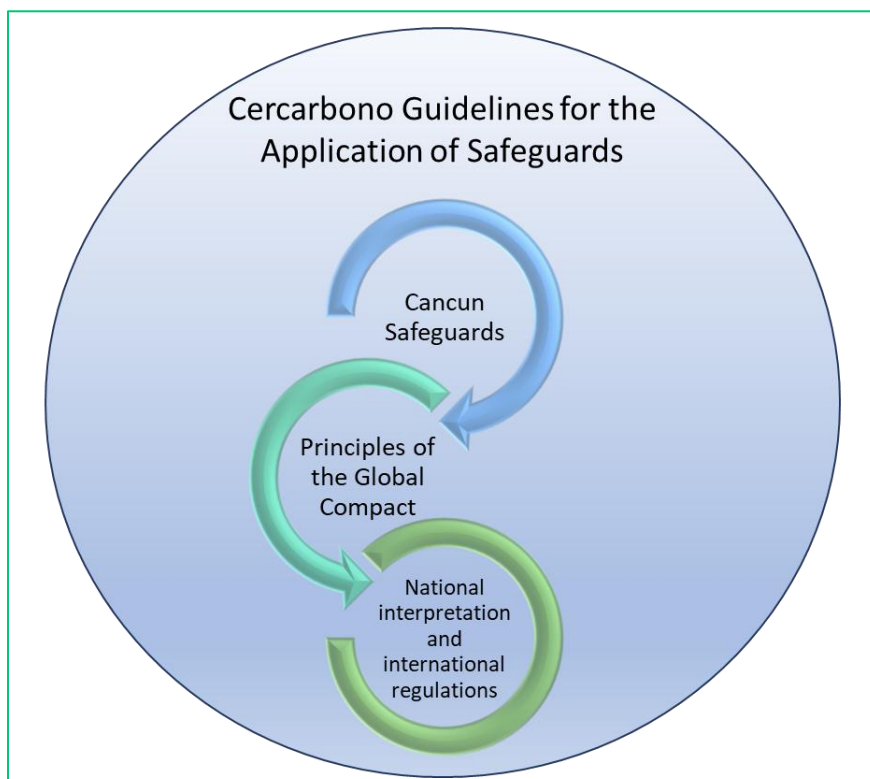 Cercarbono Guidelines for the
Application of Safeguards
Cancun
Safeguards
Principles of
the Global
Compact
National
interpretation
and
international
regulations